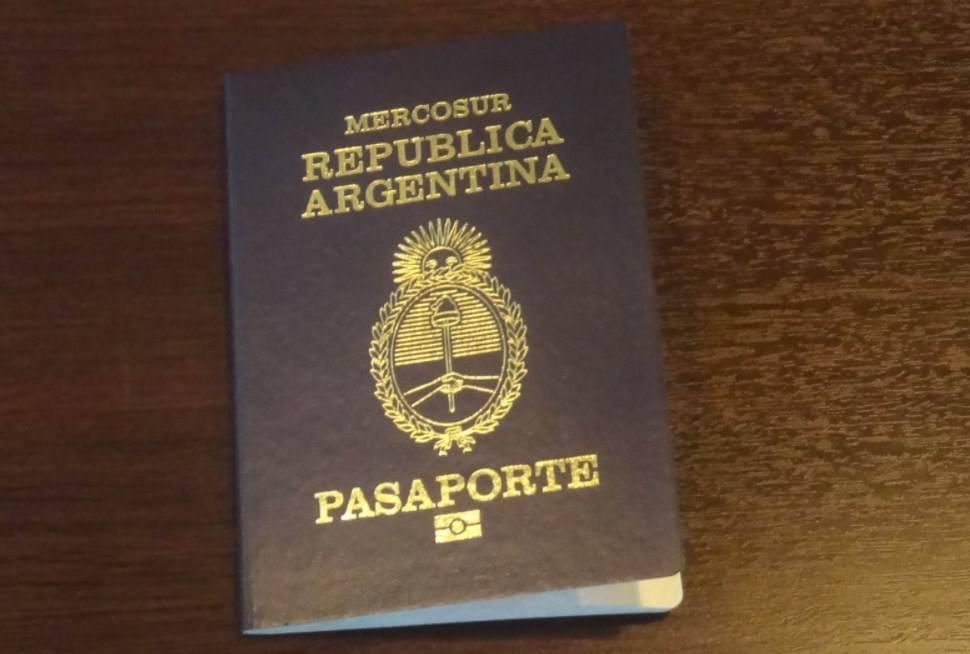 MERCOSUR
REPUBLICA
ARGENTINA
PASAPORTE